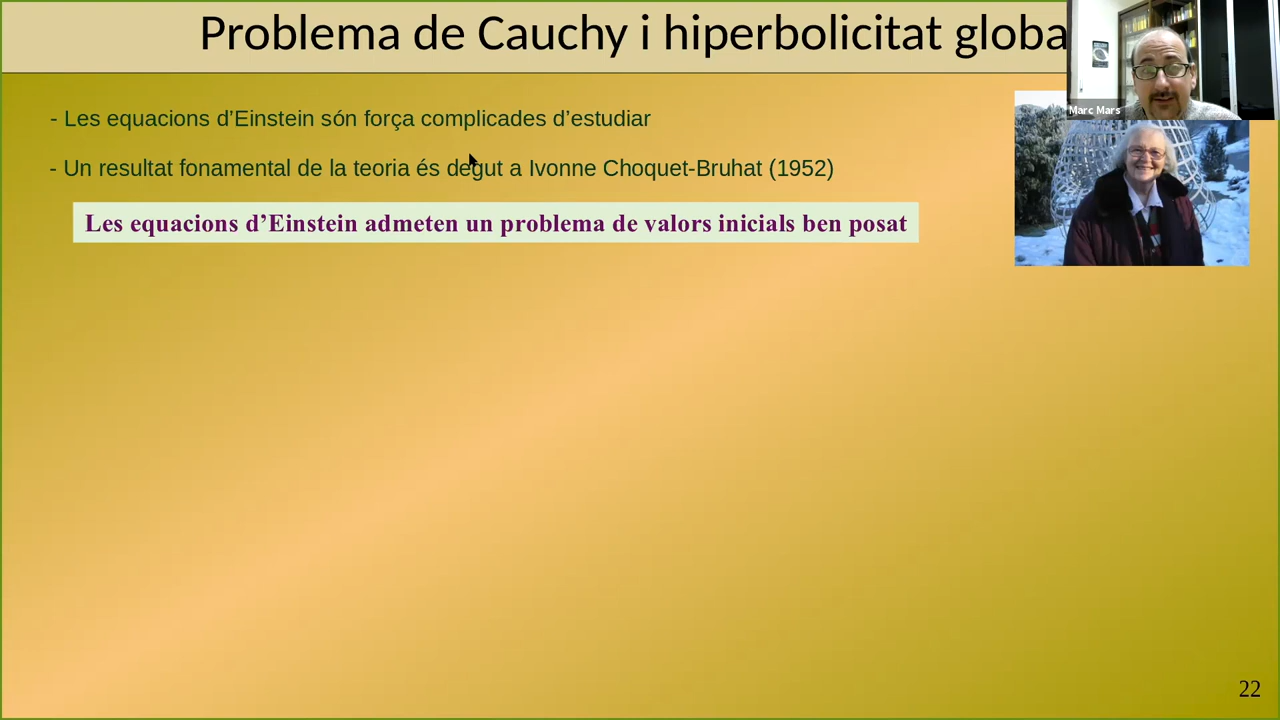 Problema de Cauchy i hiperbolicitat globa
Marc Mars
- Les equacions d’Einstein són força complicades d’estudiar
- Un resultat fonamental de la teoria és degut a Ivonne Choquet-Bruhat (1952)
Les equacions d’Einstein admeten un problema de valors inicials ben posat
22